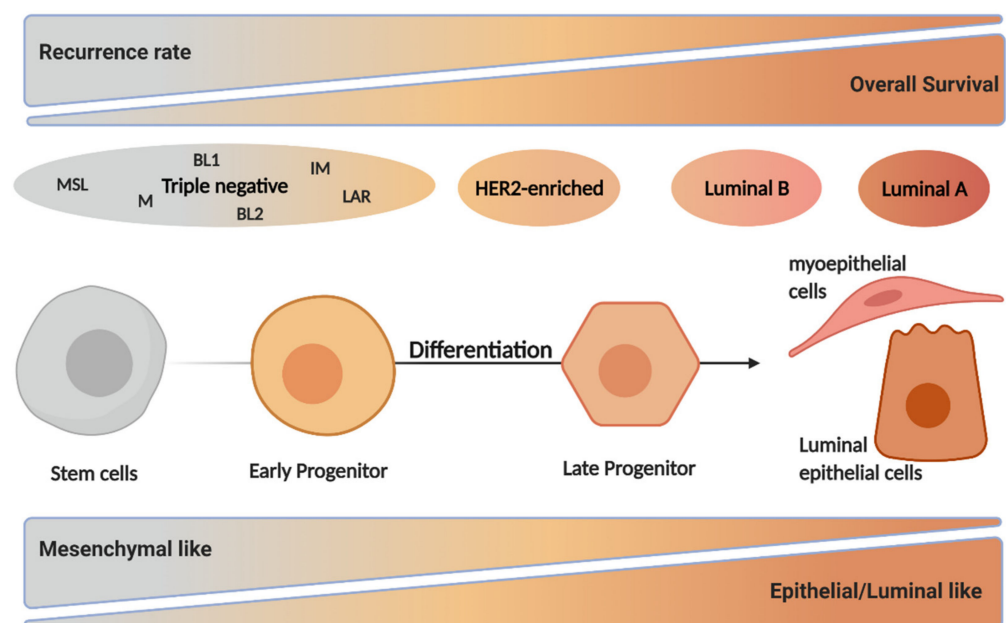 Recurrence rate
Overall Survival
BL1
IM
MSL
Triple negative
M
LAR
BL2
HER2-enriched
Luminal B
Luminal A
myoepithelial
cells
Differentiation
Luminal
epithelial cells
Stem cells
Early Progenitor
Late Progenitor
Mesenchymal like
Epithelial/Luminal like